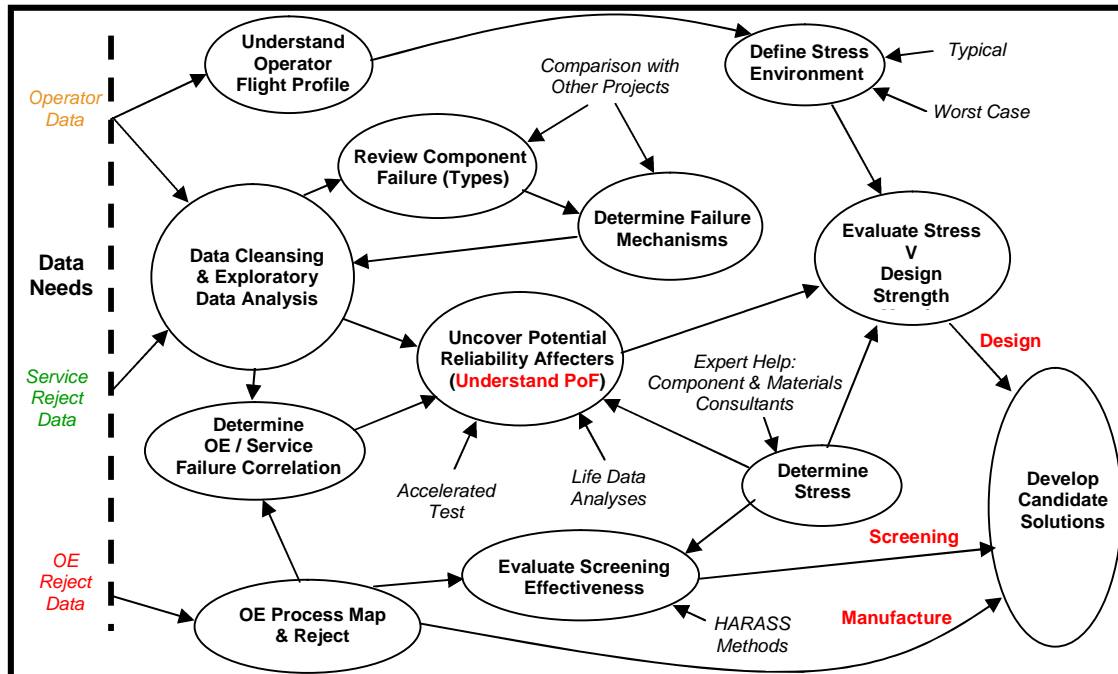 Understand
Operator
Flight Profile
Define Stress
Environment
Typical
Worst Case
Comparison with
Other Projects
Operator
Data
Review Component
Failure (Types)
Determine Failure
Mechanisms
Data
Needs
Data Cleansing
& Exploratory
Data Analysis
Evaluate Stress
V
Design
Strength
Uncover Potential
Reliability Affecters
(Understand PoF)
Design
Service
Reject
Data
Expert Help:
Component & Materials
Consultants
Determine
OE / Service
Failure Correlation
Accelerated
Test
Life Data
Analyses
Determine
Stress
Develop
Candidate
Solutions
Screening
OE
Reject
Data
Evaluate Screening
Effectiveness
OE Process Map
& Reject
HARASS
Methods
Manufacture